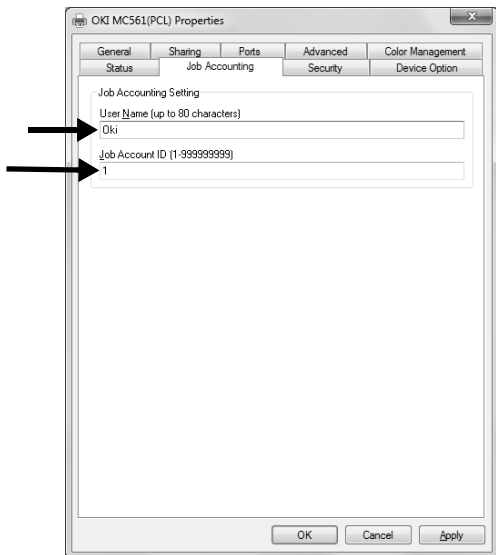 OKI MC561(PCL) Properties
General Sharing Ports Advanced Color Management
Status Job Accounting Security Device Option
Job Accounting Setting
User Name (up to 80 characters)
Oki
Job Account ID (1-999999999)
1
OK Cancel Apply